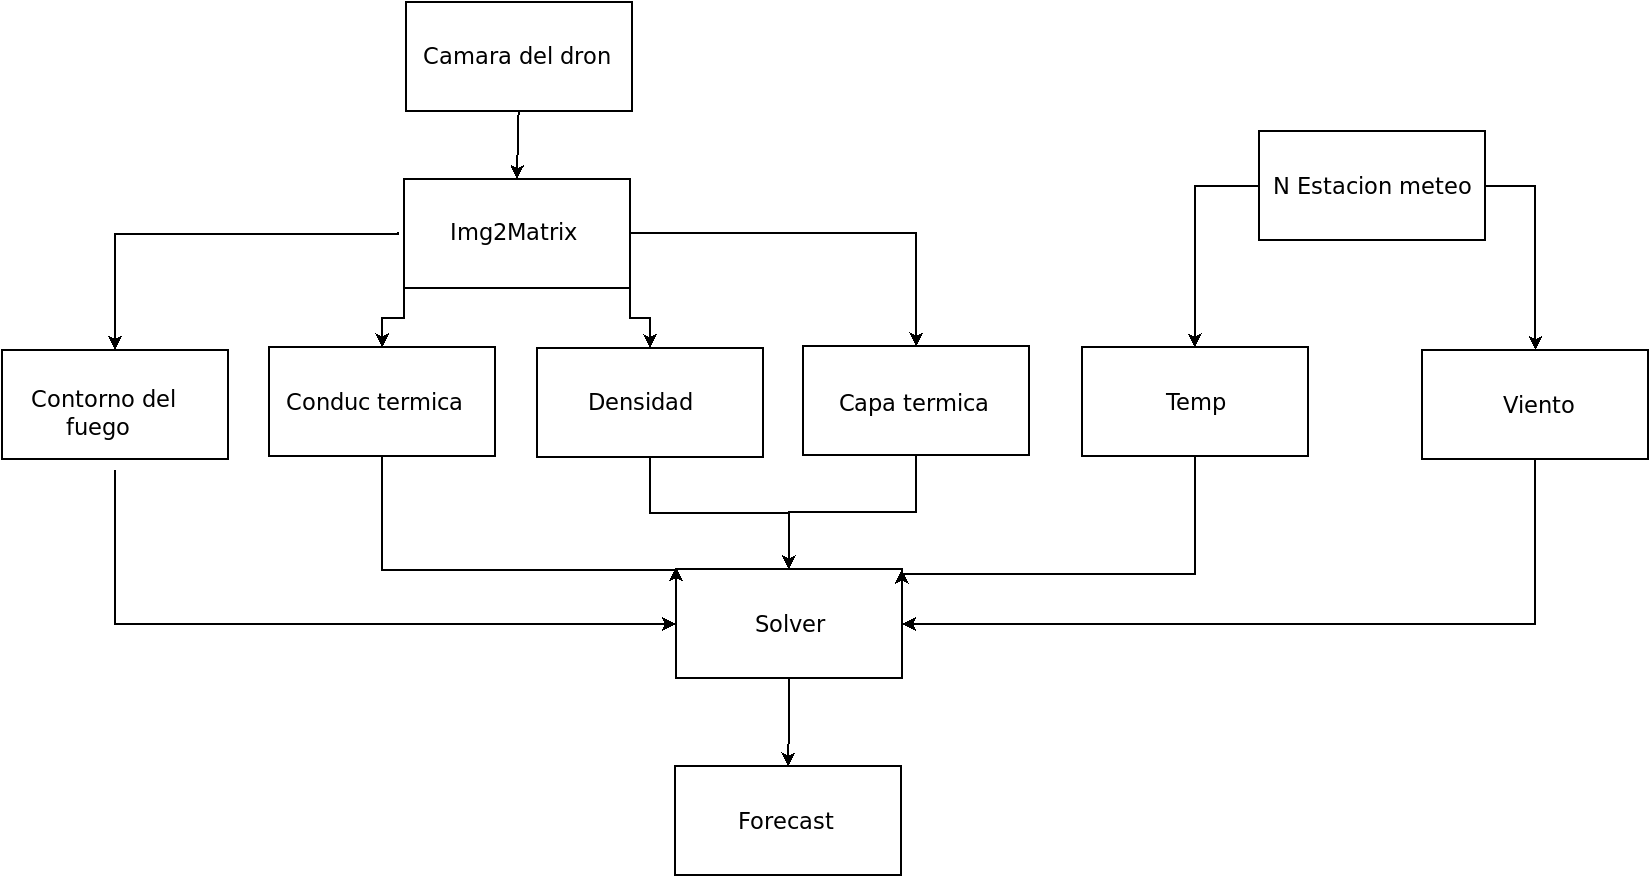 Camara del dron
N Estacion meteo
Img2Matrix
Contorno del
fuego
Conduc termica
Densidad
Capa termica
Temp
Viento
Solver
Forecast